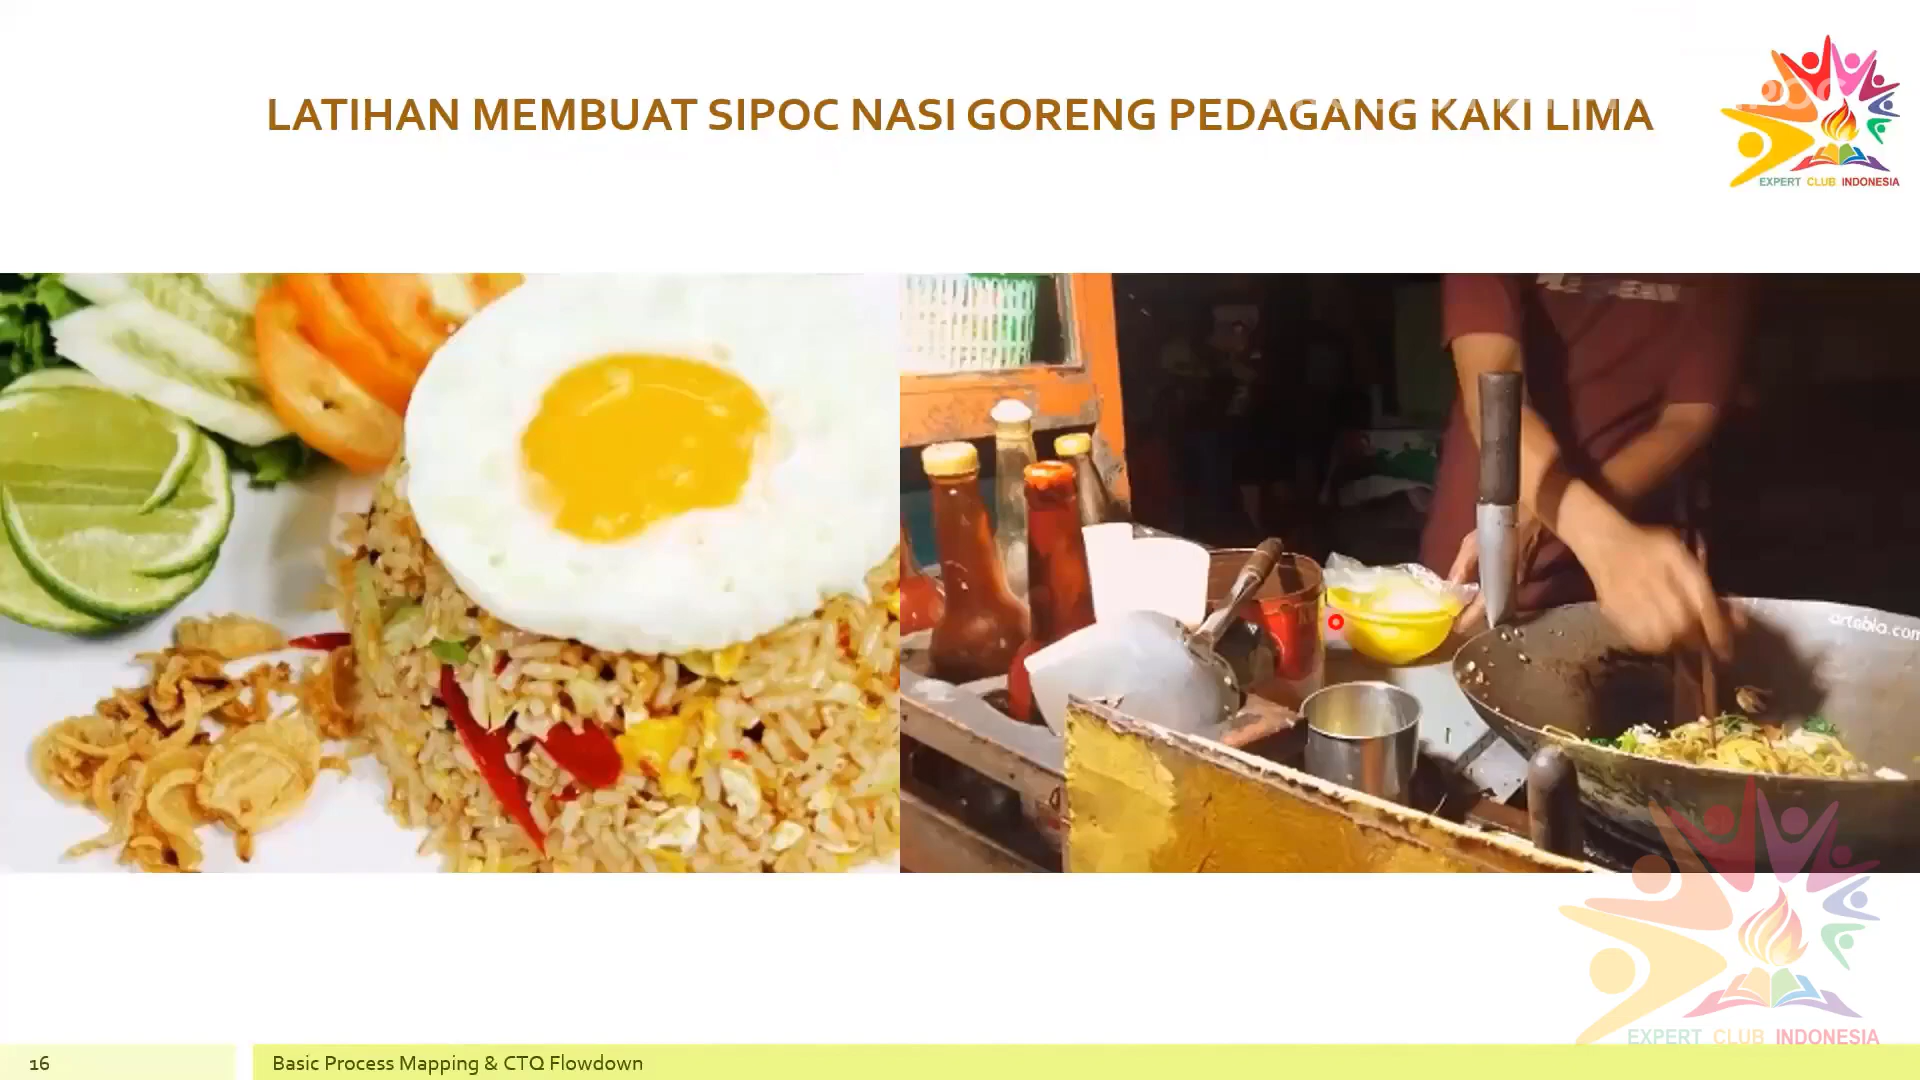 LATIHAN MEMBUAT SIPOC NASI GORENG PEDAGANG KAKI LIMA
EXPERT CLUB INDONESIA
artebia.com
EXPERT CLUB INDONESIA
16
Basic Process Mapping & CTQ Flowdown